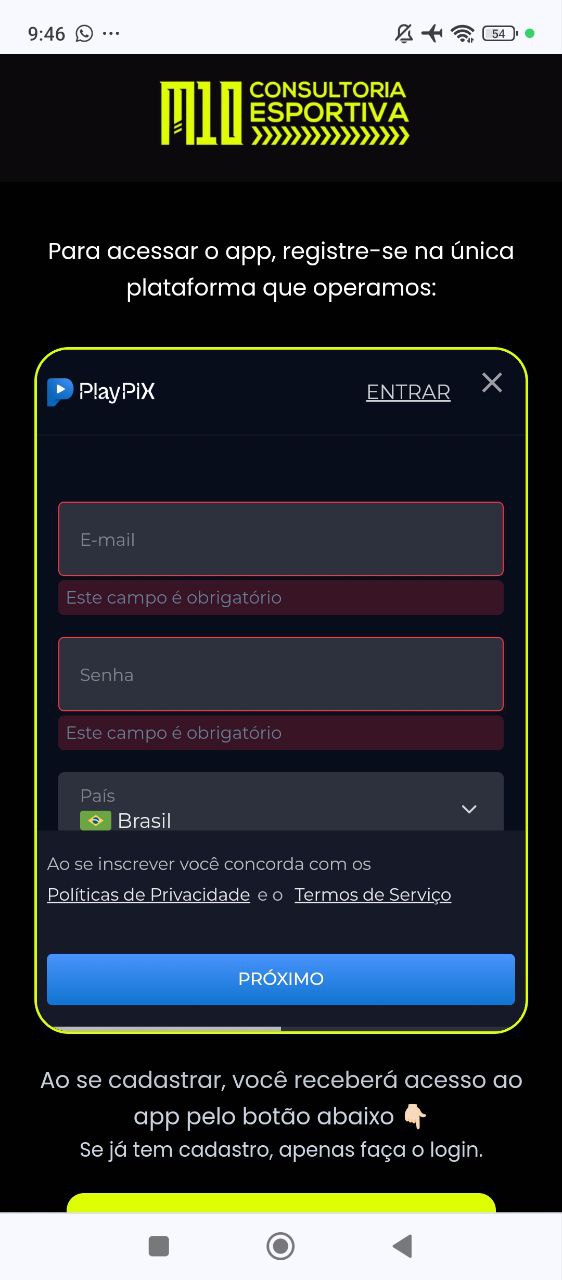 9:46
54
M10 CONSULTORIA
ESPORTIVA
Para acessar o app, registre-se na única
plataforma que operamos:
PlayPiX
ENTRAR
E-mail
Este campo é obrigatório
Senha
Este campo é obrigatório
País
Brasil
Ao se inscrever você concorda com os
Políticas de Privacidade e o Termos de Serviço
PRÓXIMO
Ao se cadastrar, você receberá acesso ao
app pelo botão abaixo 👇🏻
Se já tem cadastro, apenas faça o login.